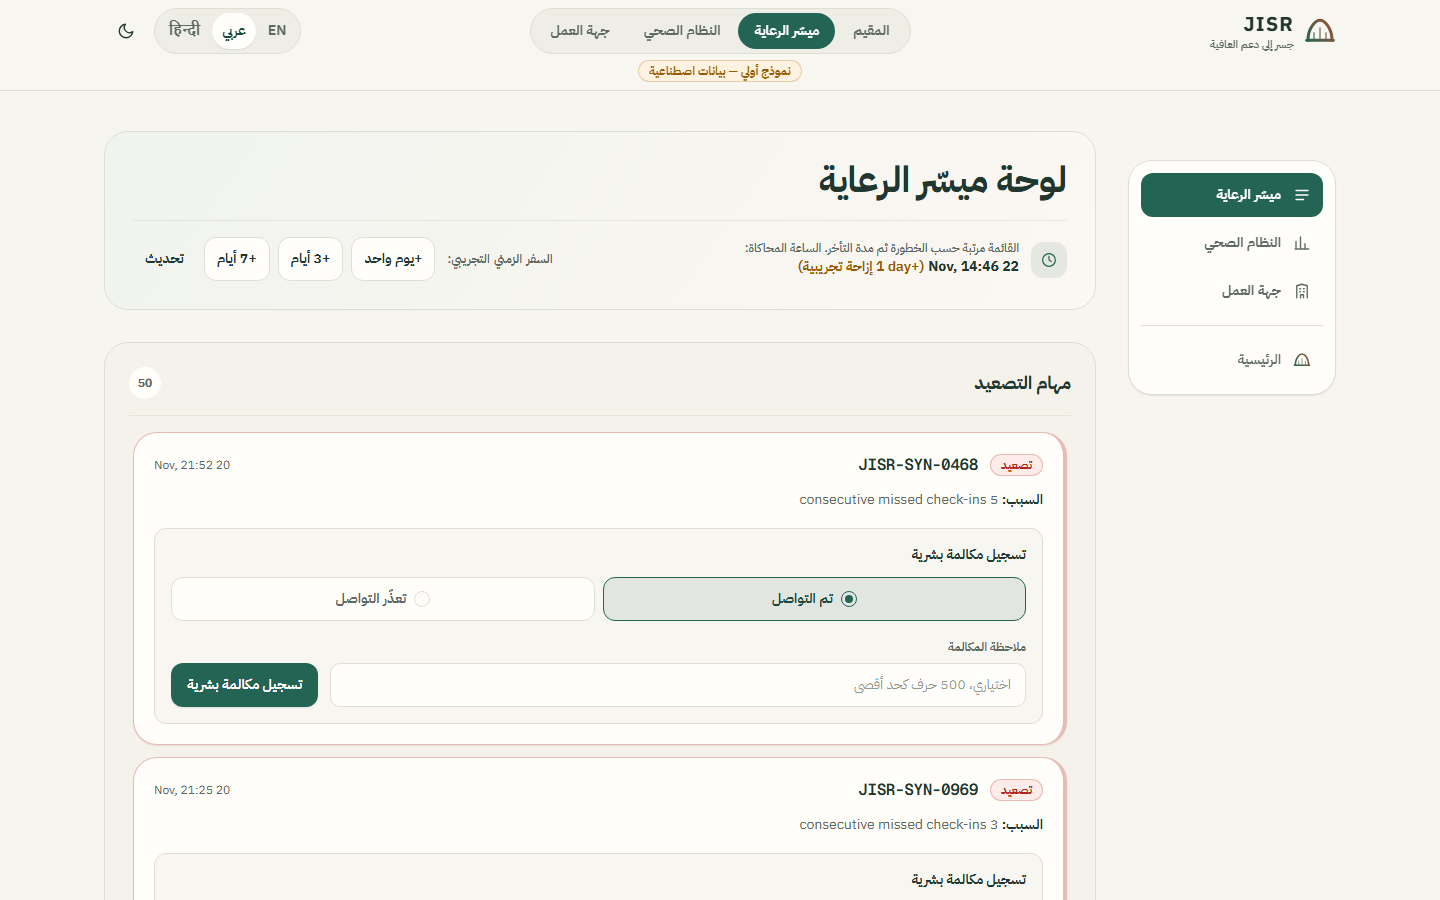 JISR
جسر إلى دعم العافية
المقيم
ميسّر الرعاية
النظام الصحي
جهة العمل
EN
عربي
हिन्दी
نموذج أولي — بيانات اصطناعية
ميسّر الرعاية
النظام الصحي
جهة العمل
الرئيسية
لوحة ميسّر الرعاية
القائمة مرتبة حسب الخطورة ثم مدة التأخر. الساعة المحاكاة:
22 Nov, 14:46 (+1 day إزاحة تجريبية)
السفر الزمني التجريبي:
+يوم واحد
+3 أيام
+7 أيام
تحديث
مهام التصعيد
50
تصعيد
JISR-SYN-0468
20 Nov, 21:52
السبب: 5 consecutive missed check-ins
تسجيل مكالمة بشرية
تم التواصل
تعذّر التواصل
ملاحظة المكالمة
اختياري، 500 حرف كحد أقصى
تسجيل مكالمة بشرية
تصعيد
JISR-SYN-0969
20 Nov, 21:25
السبب: 3 consecutive missed check-ins
تسجيل مكالمة بشرية